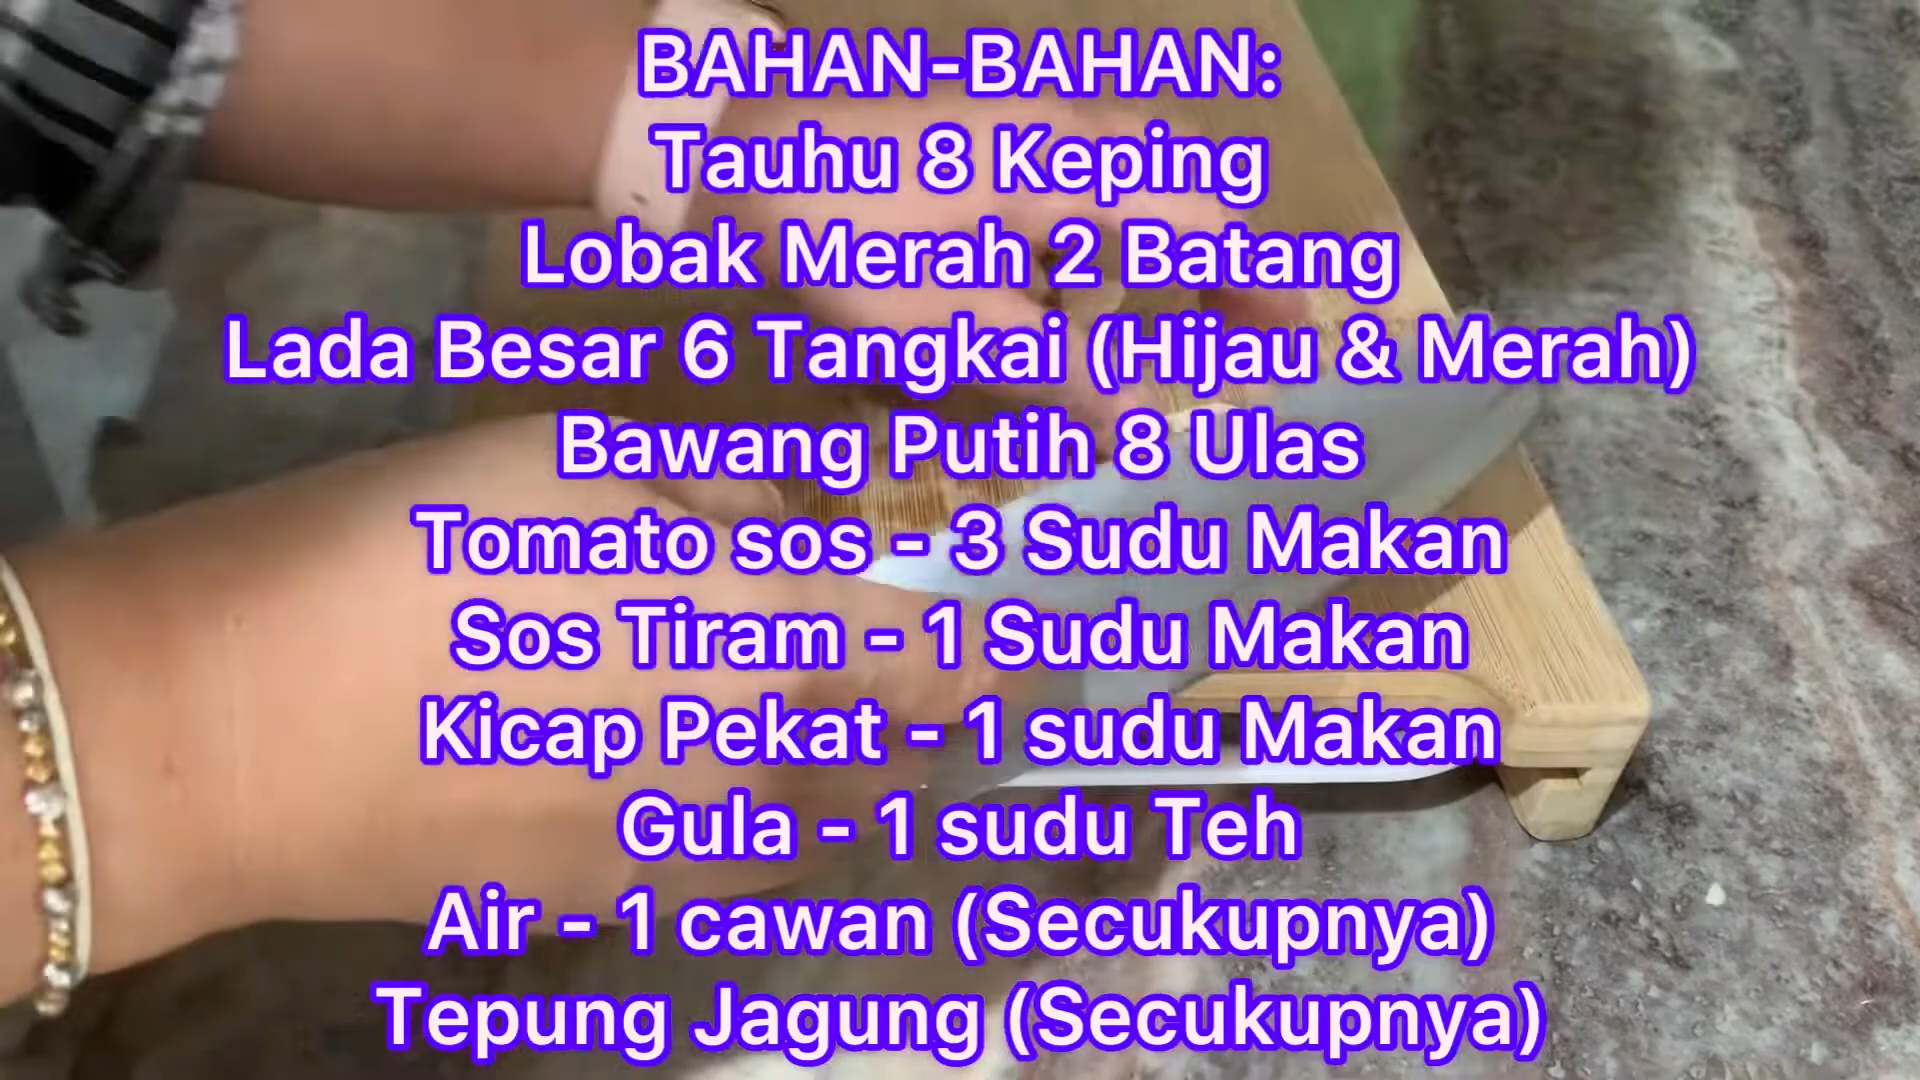 BAHAN-BAHAN:
Tauhu 8 Keping
Lobak Merah 2 Batang
Lada Besar 6 Tangkai (Hijau & Merah)
Bawang Putih 8 Ulas
Tomato sos - 3 Sudu Makan
Sos Tiram - 1 Sudu Makan
Kicap Pekat - 1 sudu Makan
Gula - 1 sudu Teh
Air - 1 cawan (Secukupnya)
Tepung Jagung (Secukupnya)